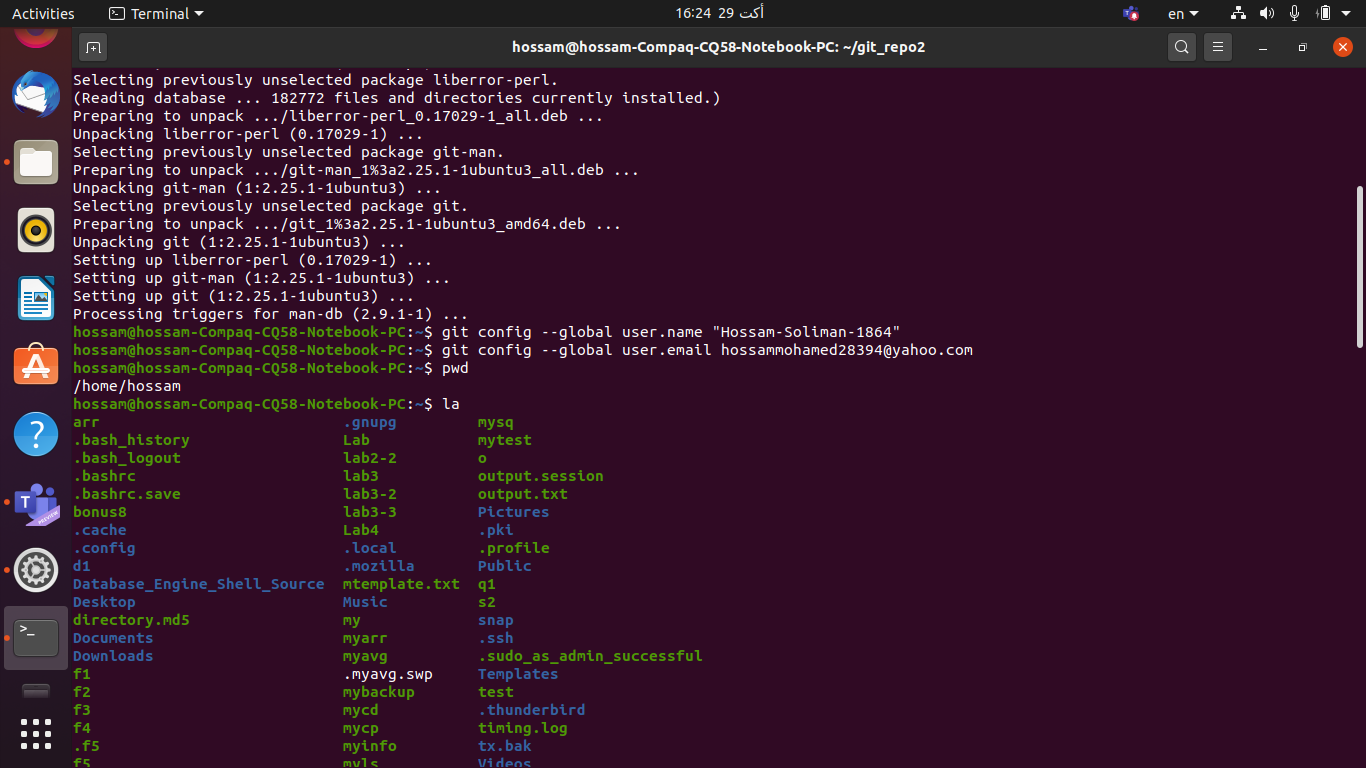 Activities Terminal 16:24 29 أكت en
hossam@hossam-Compaq-CQ58-Notebook-PC: ~/git_repo2
Selecting previously unselected package liberror-perl.
(Reading database ... 182772 files and directories currently installed.)
Preparing to unpack .../liberror-perl_0.17029-1_all.deb ...
Unpacking liberror-perl (0.17029-1) ...
Selecting previously unselected package git-man.
Preparing to unpack .../git-man_1%3a2.25.1-1ubuntu3_all.deb ...
Unpacking git-man (1:2.25.1-1ubuntu3) ...
Selecting previously unselected package git.
Preparing to unpack .../git_1%3a2.25.1-1ubuntu3_amd64.deb ...
Unpacking git (1:2.25.1-1ubuntu3) ...
Setting up liberror-perl (0.17029-1) ...
Setting up git-man (1:2.25.1-1ubuntu3) ...
Setting up git (1:2.25.1-1ubuntu3) ...
Processing triggers for man-db (2.9.1-1) ...
hossam@hossam-Compaq-CQ58-Notebook-PC:~$ git config --global user.name "Hossam-Soliman-1864"
hossam@hossam-Compaq-CQ58-Notebook-PC:~$ git config --global user.email hossammohamed28394@yahoo.com
hossam@hossam-Compaq-CQ58-Notebook-PC:~$ pwd
/home/hossam
hossam@hossam-Compaq-CQ58-Notebook-PC:~$ la
arr .gnupg mysq
.bash_history Lab mytest
.bash_logout lab2-2 o
.bashrc lab3 output.session
.bashrc.save lab3-2 output.txt
bonus8 lab3-3 Pictures
.cache Lab4 .pki
.config .local .profile
d1 .mozilla Public
Database_Engine_Shell_Source mtemplate.txt q1
Desktop Music s2
directory.md5 my snap
Documents myarr .ssh
Downloads myavg .sudo_as_admin_successful
f1 .myavg.swp Templates
f2 mybackup test
f3 mycd .thunderbird
f4 mycp timing.log
.f5 myinfo tx.bak
f5 myls Videos